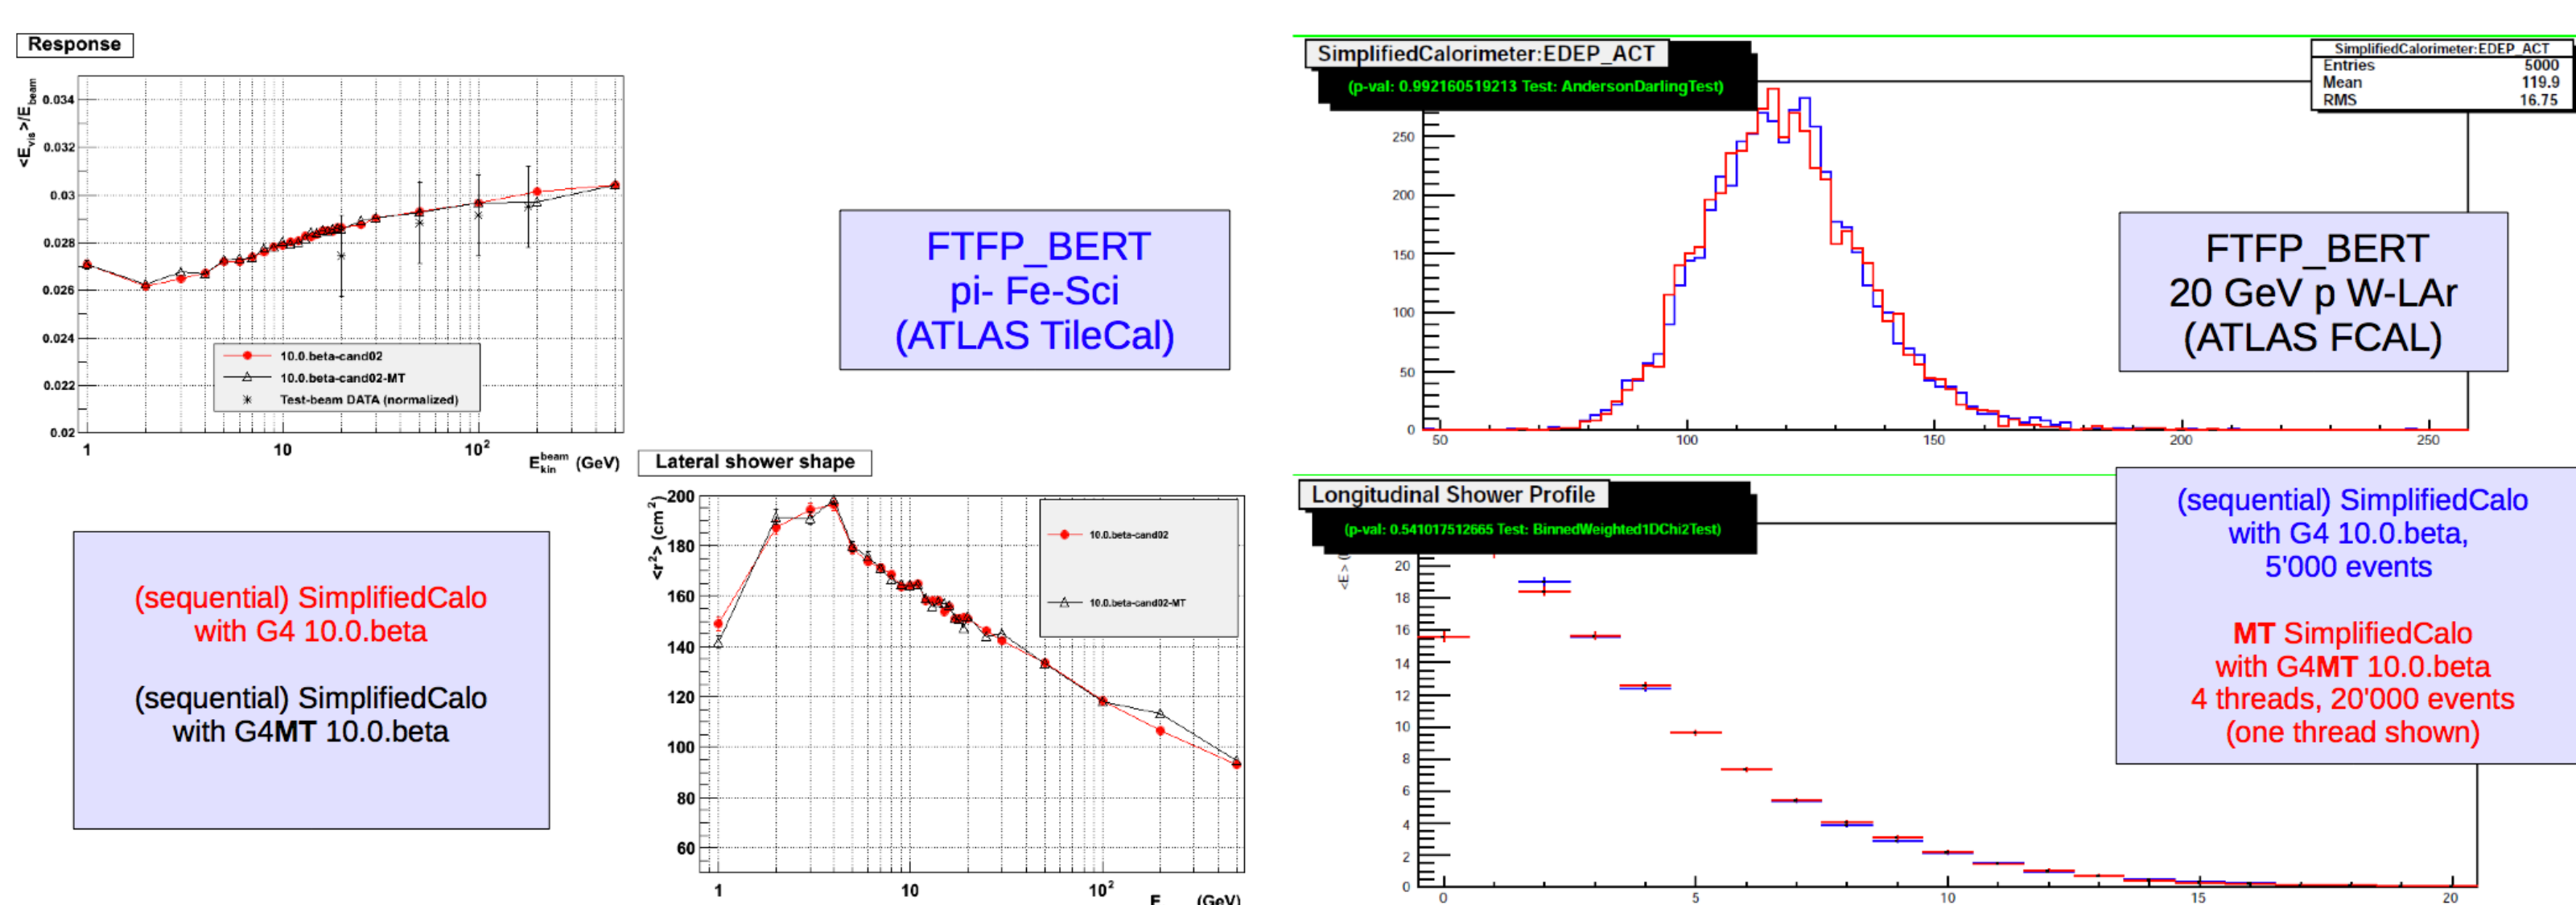 Response
<E_vis>/E_beam
0.034
0.032
0.03
0.028
0.026
0.024
0.022
0.02
10.0.beta-cand02
10.0.beta-cand02-MT
Test-beam DATA (normalized)
1
10
10²
E_kin^beam (GeV)
FTFP_BERT
pi- Fe-Sci
(ATLAS TileCal)
(sequential) SimplifiedCalo
with G4 10.0.beta
(sequential) SimplifiedCalo
with G4MT 10.0.beta
Lateral shower shape
<r²> (cm²)
200
180
160
140
120
100
80
60
10.0.beta-cand02
10.0.beta-cand02-MT
1
10
10²
E (GeV)
SimplifiedCalorimeter:EDEP_ACT
(p-val: 0.992160519213 Test: AndersonDarlingTest)
SimplifiedCalorimeter:EDEP_ACT
Entries 5000
Mean 119.9
RMS 16.75
250
200
150
100
50
0
50
100
150
200
250
FTFP_BERT
20 GeV p W-LAr
(ATLAS FCAL)
Longitudinal Shower Profile
(p-val: 0.541017512665 Test: BinnedWeighted1DChi2Test)
<E> (
20
18
16
14
12
10
8
6
4
2
0
0
5
10
15
20
(sequential) SimplifiedCalo
with G4 10.0.beta,
5'000 events
MT SimplifiedCalo
with G4MT 10.0.beta
4 threads, 20'000 events
(one thread shown)